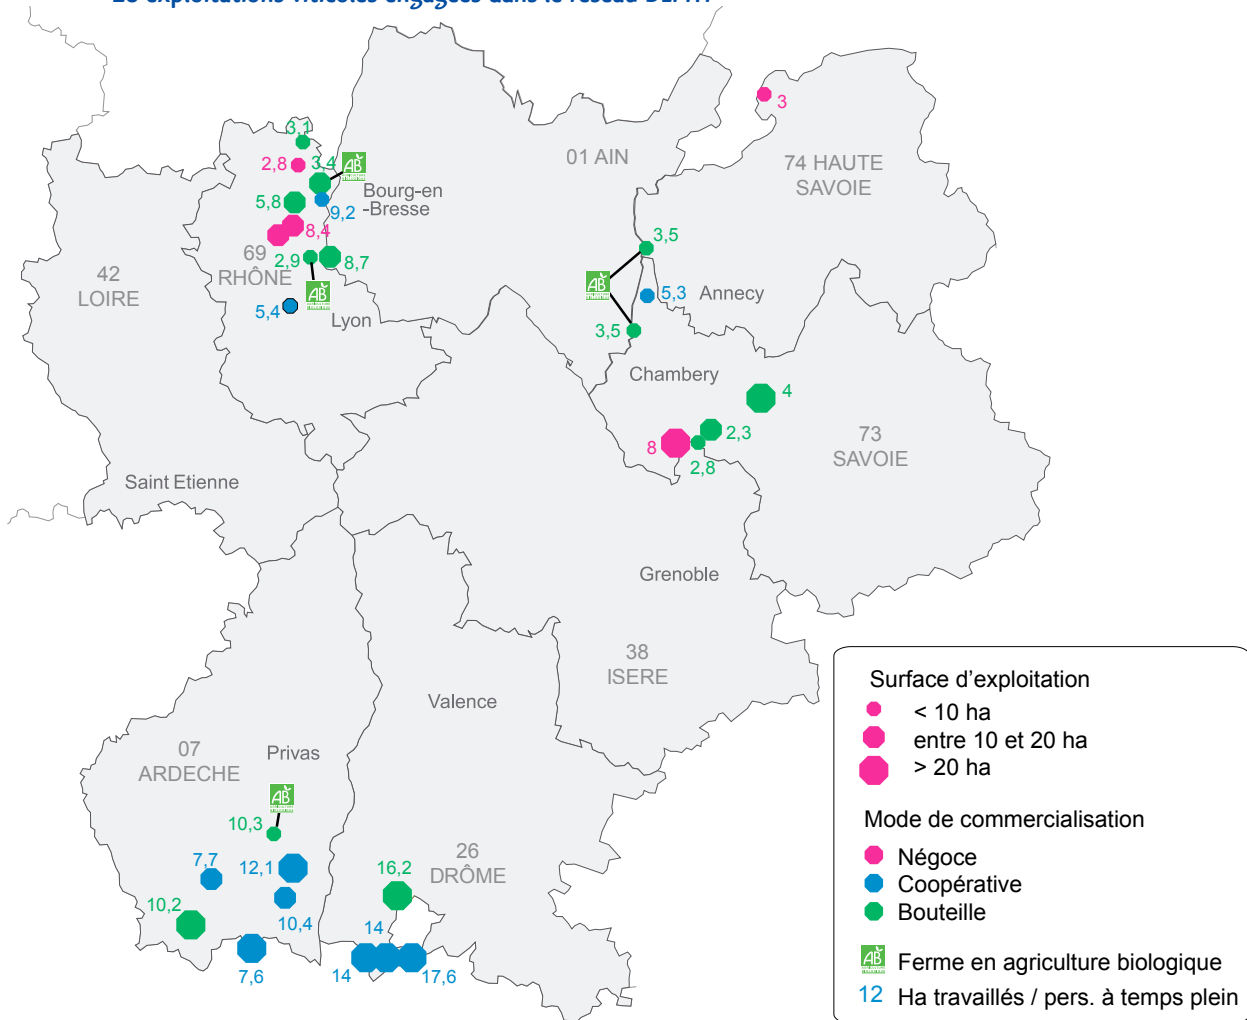 3
01 AIN
74 HAUTE
SAVOIE
3,1
2,8
3,4
AB
Bourg-en
-Bresse
5,8
9,2
8,4
69
RHÔNE
2,9
8,7
AB
5,4
Lyon
42
LOIRE
3,5
AB
5,3
Annecy
3,5
Chambery
4
2,3
8
2,8
73
SAVOIE
Saint Etienne
Grenoble
38
ISERE
Valence
07
ARDECHE
Privas
AB
10,3
7,7
12,1
10,2
10,4
7,6
26
DRÔME
16,2
14
14
17,6
Surface d'exploitation
< 10 ha
entre 10 et 20 ha
> 20 ha
Mode de commercialisation
Négoce
Coopérative
Bouteille
AB Ferme en agriculture biologique
12 Ha travaillés / pers. à temps plein